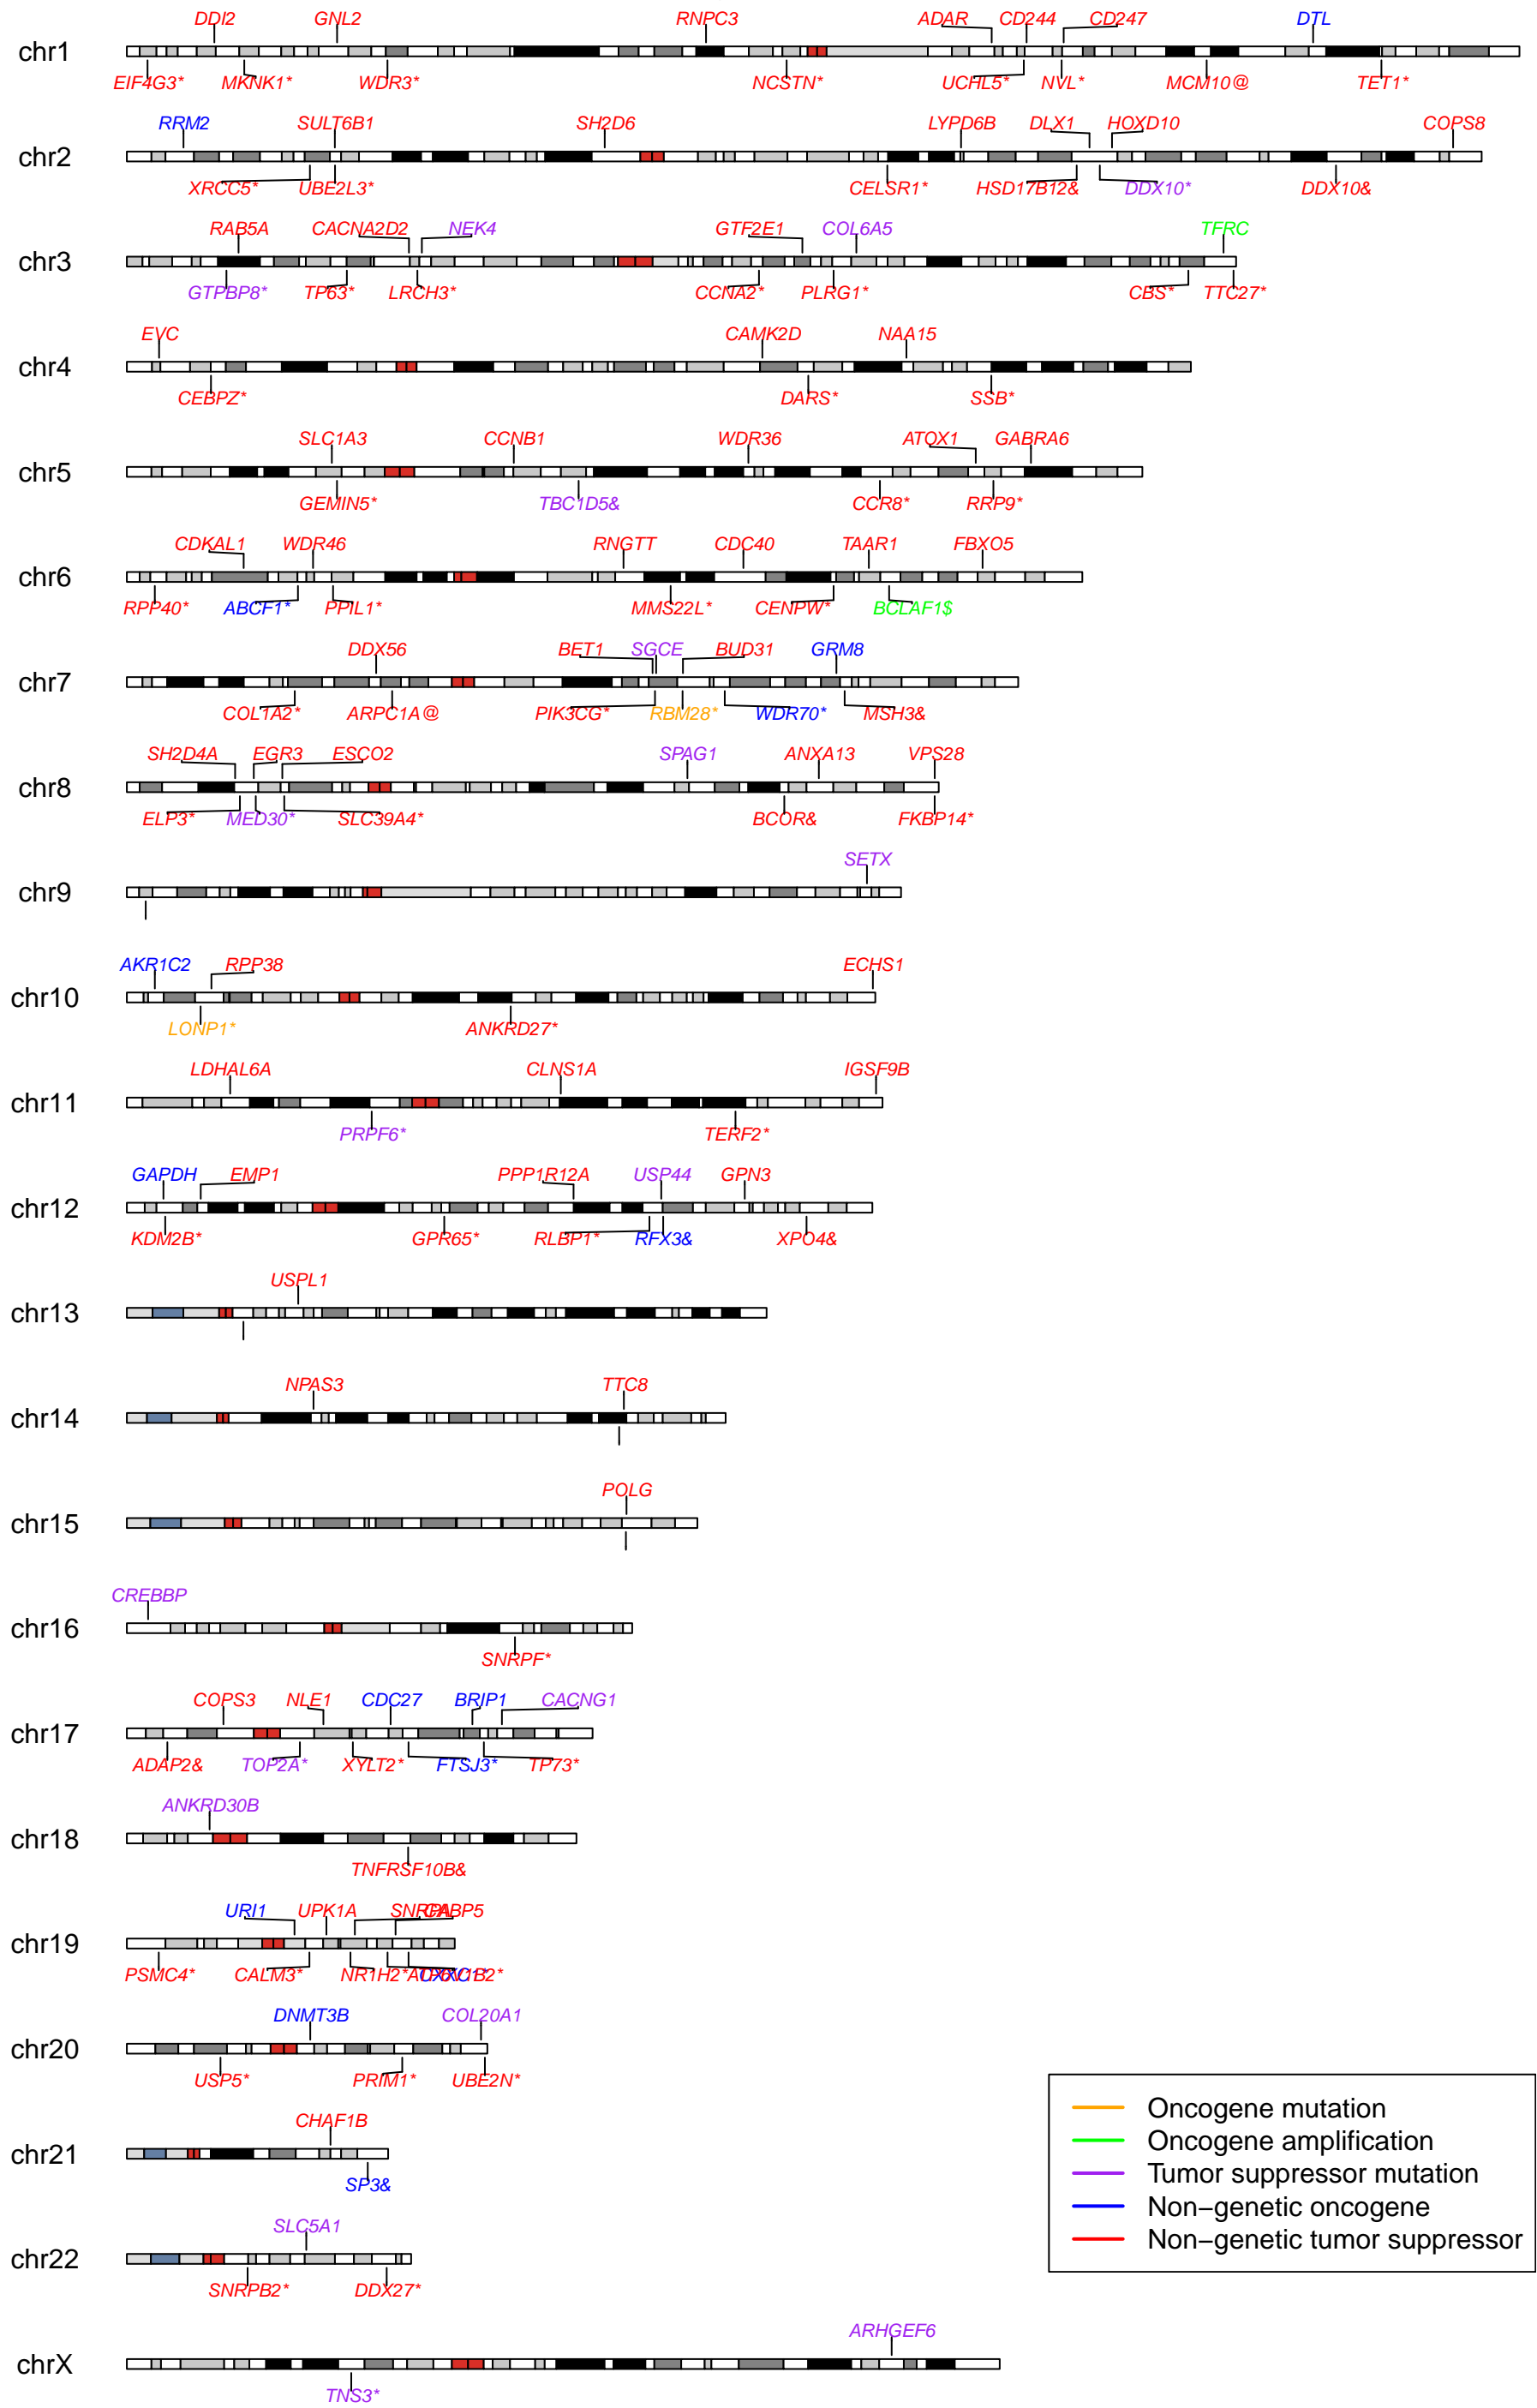 DDI2 GNL2 RNPC3 ADAR CD244 CD247 DTL
chr1
EIF4G3* MKNK1* WDR3* NCSTN* UCHL5* NVL* MCM10@ TET1*
RRM2 SULT6B1 SH2D6 LYPD6B DLX1 HOXD10 COPS8
chr2
XRCC5* UBE2L3* CELSR1* HSD17B12& DDX10* DDX10&
RAB5A CACNA2D2 NEK4 GTF2E1 COL6A5 TFRC
chr3
GTPBP8* TP63* LRCH3* CCNA2* PLRG1* CBS* TTC27*
EVC CAMK2D NAA15
chr4
CEBPZ* DARS* SSB*
SLC1A3 CCNB1 WDR36 ATOX1 GABRA6
chr5
GEMIN5* TBC1D5& CCR8* RRP9*
CDKAL1 WDR46 RNGTT CDC40 TAAR1 FBXO5
chr6
RPP40* ABCF1* PPIL1* MMS22L* CENPW* BCLAF1$
DDX56 BET1 SGCE BUD31 GRM8
chr7
COL1A2* ARPC1A@ PIK3CG* RBM28* WDR70* MSH3&
SH2D4A EGR3 ESCO2 SPAG1 ANXA13 VPS28
chr8
ELP3* MED30* SLC39A4* BCOR& FKBP14*
SETX
chr9
AKR1C2 RPP38 ECHS1
chr10
LONP1* ANKRD27*
LDHAL6A CLNS1A IGSF9B
chr11
PRPF6* TERF2*
GAPDH EMP1 PPP1R12A USP44 GPN3
chr12
KDM2B* GPR65* RLBP1* RFX3& XPO4&
USPL1
chr13
NPAS3 TTC8
chr14
POLG
chr15
CREBBP
chr16
SNRPF*
COPS3 NLE1 CDC27 BRIP1 CACNG1
chr17
ADAP2& TOP2A* XYLT2* FTSJ3* TP73*
ANKRD30B
chr18
TNFRSF10B&
URI1 UPK1A SNRPA CABP5
chr19
PSMC4* CALM3* NR1H2*
DNMT3B COL20A1
chr20
USP5* PRIM1* UBE2N*
CHAF1B
chr21
SP3&
SLC5A1
chr22
SNRPB2* DDX27*
ARHGEF6
chrX
TNS3*
Oncogene mutation
Oncogene amplification
Tumor suppressor mutation
Non−genetic oncogene
Non−genetic tumor suppressor